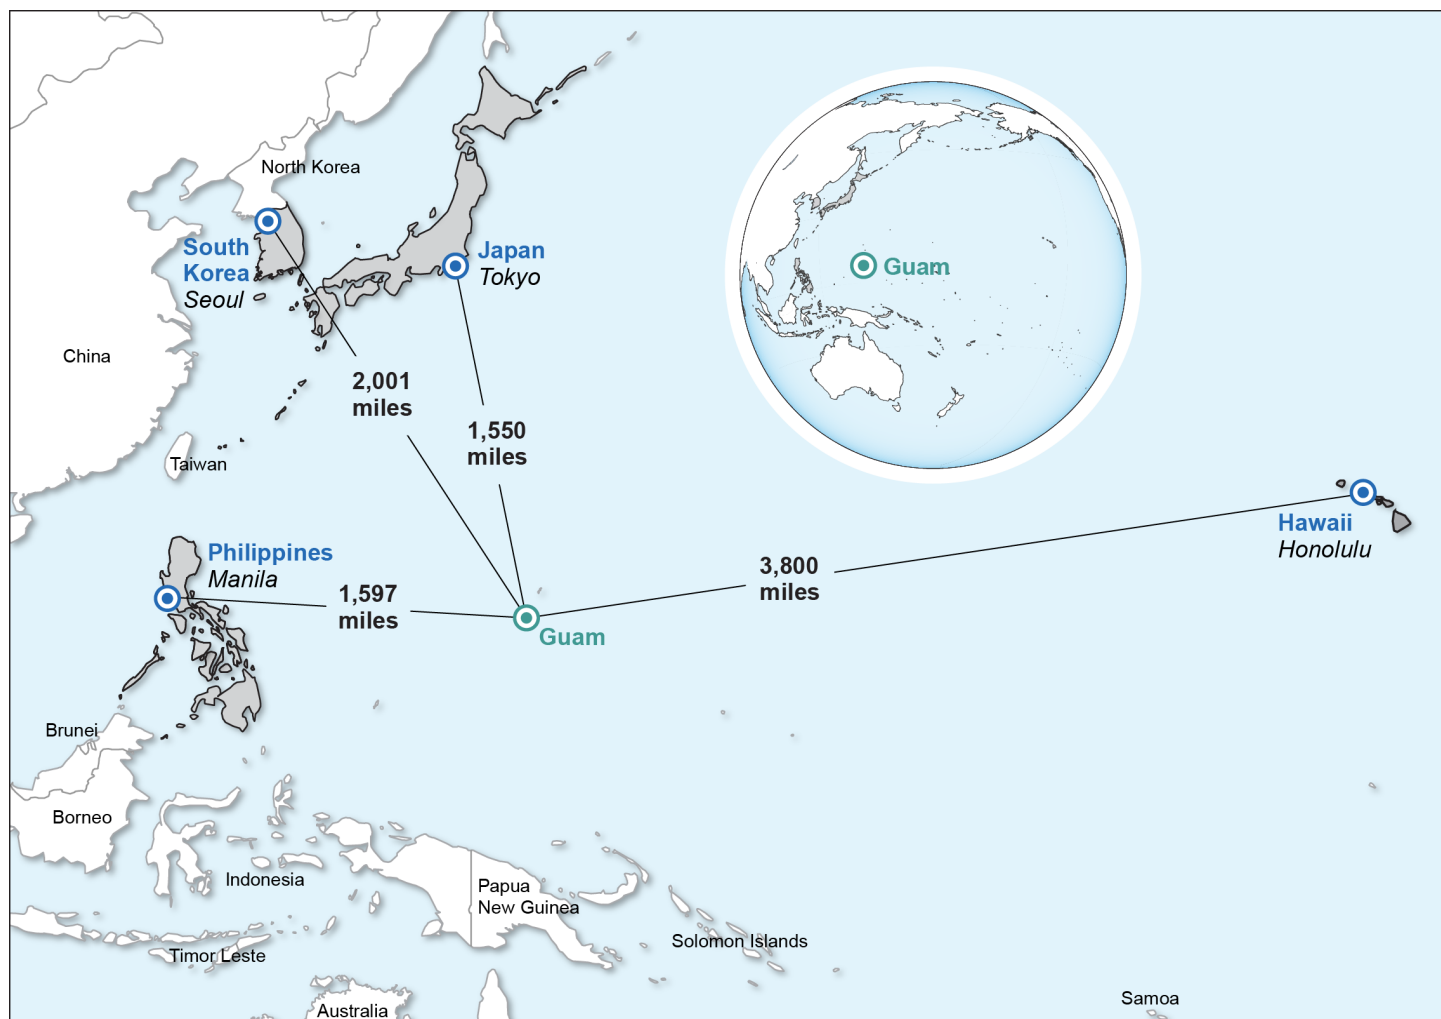 North Korea
South
Korea
Seoul
Japan
Tokyo
Guam
China
2,001
miles
1,550
miles
Taiwan
Hawaii
Honolulu
Philippines
Manila
3,800
miles
1,597
miles
Guam
Brunei
Borneo
Indonesia
Papua
New Guinea
Solomon Islands
Timor Leste
Samoa
Australia